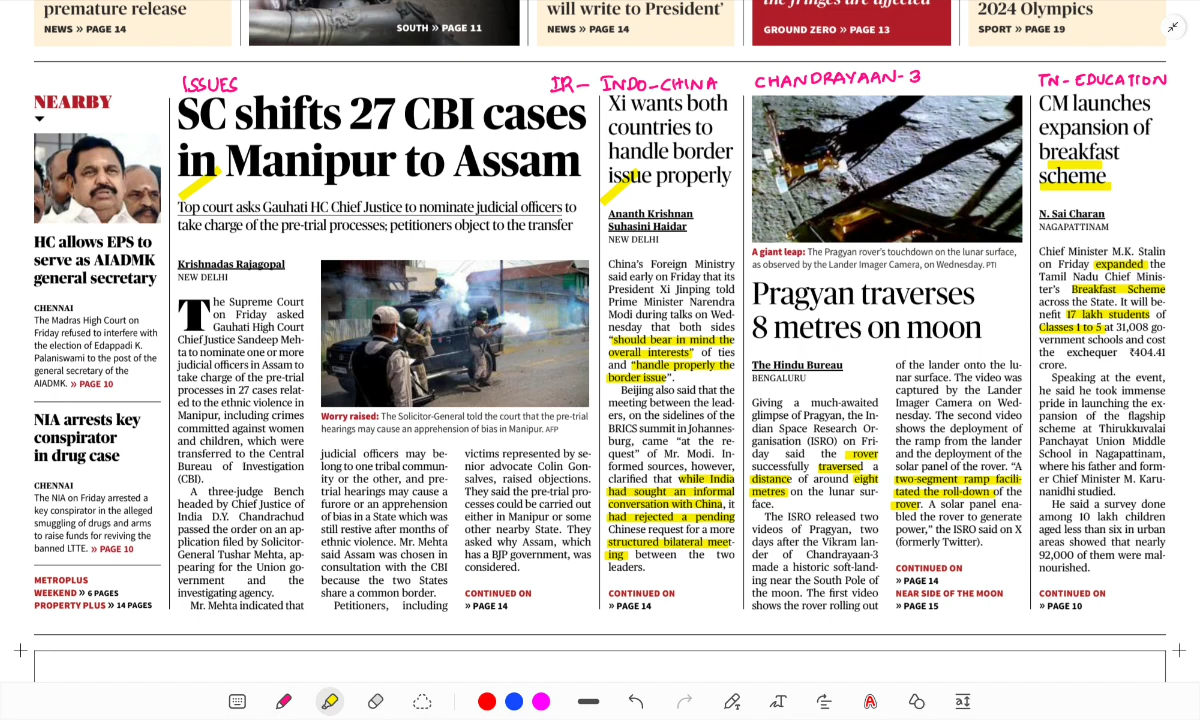 premature release
NEWS » PAGE 14
SOUTH » PAGE 11
will write to President’
NEWS » PAGE 14
the fringes are affected
GROUND ZERO » PAGE 13
2024 Olympics
SPORT » PAGE 19
ISSUES
IR - INDO-CHINA
CHANDRAYAAN-3
TN-EDUCATION
NEARBY
HC allows EPS to
serve as AIADMK
general secretary
CHENNAI
The Madras High Court on
Friday refused to interfere with
the election of Edappadi K.
Palaniswami to the post of the
general secretary of the
AIADMK. » PAGE 10
NIA arrests key
conspirator
in drug case
CHENNAI
The NIA on Friday arrested a
key conspirator in the alleged
smuggling of drugs and arms
to raise funds for reviving the
banned LTTE. » PAGE 10
METROPLUS
WEEKEND » 6 PAGES
PROPERTY PLUS » 14 PAGES
SC shifts 27 CBI cases
in Manipur to Assam
Top court asks Gauhati HC Chief Justice to nominate judicial officers to
take charge of the pre-trial processes; petitioners object to the transfer
Krishnadas Rajagopal
NEW DELHI
The Supreme Court
on Friday asked
Gauhati High Court
Chief Justice Sandeep Meh-
ta to nominate one or more
judicial officers in Assam to
take charge of the pre-trial
processes in 27 cases relat-
ed to the ethnic violence in
Manipur, including crimes
committed against women
and children, which were
transferred to the Central
Bureau of Investigation
(CBI).
A three-judge Bench
headed by Chief Justice of
India D.Y. Chandrachud
passed the order on an ap-
plication filed by Solicitor-
General Tushar Mehta, ap-
pearing for the Union go-
vernment and the
investigating agency.
Mr. Mehta indicated that
Worry raised: The Solicitor-General told the court that the pre-trial
hearings may cause an apprehension of bias in Manipur. AFP
judicial officers may be-
long to one tribal commun-
ity or the other, and pre-
trial hearings may cause a
furore or an apprehension
of bias in a State which was
still restive after months of
ethnic violence. Mr. Mehta
said Assam was chosen in
consultation with the CBI
because the two States
share a common border.
Petitioners, including
victims represented by se-
nior advocate Colin Gon-
salves, raised objections.
They said the pre-trial pro-
cesses could be carried out
either in Manipur or some
other nearby State. They
asked why Assam, which
has a BJP government, was
considered.
CONTINUED ON
» PAGE 14
Xi wants both
countries to
handle border
issue properly
Ananth Krishnan
Suhasini Haidar
NEW DELHI
China’s Foreign Ministry
said early on Friday that its
President Xi Jinping told
Prime Minister Narendra
Modi during talks on Wed-
nesday that both sides
“should bear in mind the
overall interests” of ties
and “handle properly the
border issue”.
Beijing also said that the
meeting between the lead-
ers, on the sidelines of the
BRICS summit in Johannes-
burg, came “at the re-
quest” of Mr. Modi. In-
formed sources, however,
clarified that while India
had sought an informal
conversation with China, it
had rejected a pending
Chinese request for a more
structured bilateral meet-
ing between the two
leaders.
CONTINUED ON
» PAGE 14
A giant leap: The Pragyan rover’s touchdown on the lunar surface,
as observed by the Lander Imager Camera, on Wednesday. PTI
Pragyan traverses
8 metres on moon
The Hindu Bureau
BENGALURU
Giving a much-awaited
glimpse of Pragyan, the In-
dian Space Research Or-
ganisation (ISRO) on Fri-
day said the rover
successfully traversed a
distance of around eight
metres on the lunar sur-
face.
The ISRO released two
videos of Pragyan, two
days after the Vikram lan-
der of Chandrayaan-3
made a historic soft-land-
ing near the South Pole of
the moon. The first video
shows the rover rolling out
of the lander onto the lu-
nar surface. The video was
captured by the Lander
Imager Camera on Wed-
nesday. The second video
shows the deployment of
the ramp from the lander
and the deployment of the
solar panel of the rover. “A
two-segment ramp facili-
tated the roll-down of the
rover. A solar panel ena-
bled the rover to generate
power,” the ISRO said on X
(formerly Twitter).
CONTINUED ON
» PAGE 14
NEAR SIDE OF THE MOON
» PAGE 15
CM launches
expansion of
breakfast
scheme
N. Sai Charan
NAGAPATTINAM
Chief Minister M.K. Stalin
on Friday expanded the
Tamil Nadu Chief Minis-
ter’s Breakfast Scheme
across the State. It will be-
nefit 17 lakh students of
Classes 1 to 5 at 31,008 go-
vernment schools and cost
the exchequer ₹404.41
crore.
Speaking at the event,
he said he took immense
pride in launching the ex-
pansion of the flagship
scheme at Thirukkuvalai
Panchayat Union Middle
School in Nagapattinam,
where his father and form-
er Chief Minister M. Karu-
nanidhi studied.
He said a survey done
among 10 lakh children
aged less than six in urban
areas showed that nearly
92,000 of them were mal-
nourished.
CONTINUED ON
» PAGE 10